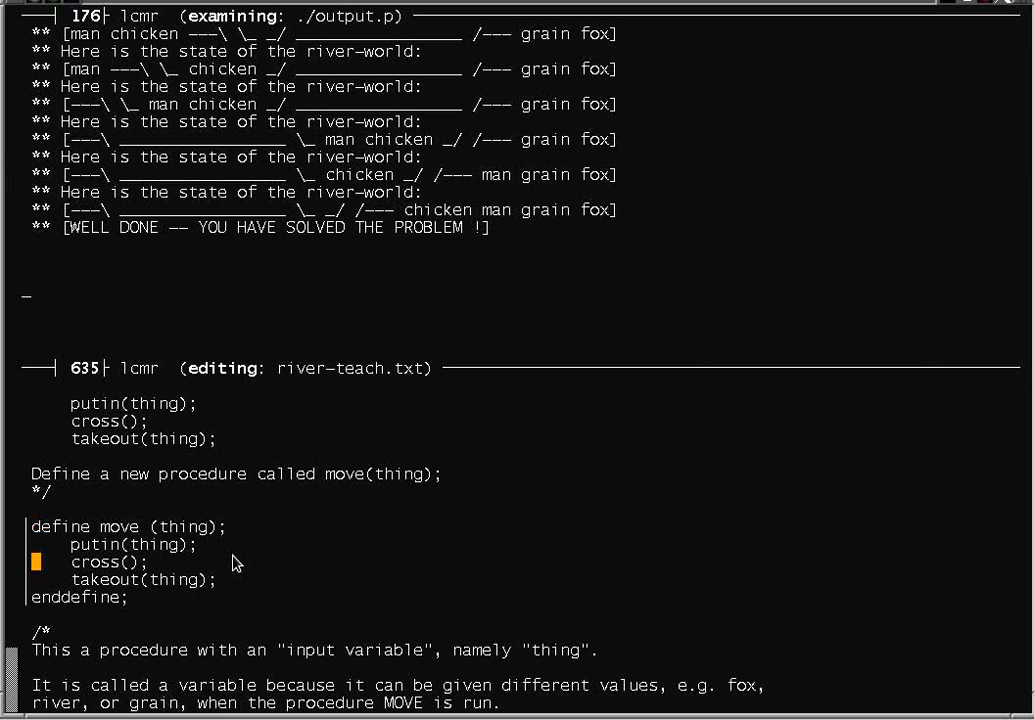 176 lcmr (examining: ./output.p)
** [man chicken ---\ \_ _/ _________________ /--- grain fox]
** Here is the state of the river-world:
** [man ---\ \_ chicken _/ _________________ /--- grain fox]
** Here is the state of the river-world:
** [---\ \_ man chicken _/ _________________ /--- grain fox]
** Here is the state of the river-world:
** [---\ _________________ \_ man chicken _/ /--- grain fox]
** Here is the state of the river-world:
** [---\ _________________ \_ chicken _/ /--- man grain fox]
** Here is the state of the river-world:
** [---\ _________________ \_ _/ /--- chicken man grain fox]
** [WELL DONE -- YOU HAVE SOLVED THE PROBLEM !]
635 lcmr (editing: river-teach.txt)
putin(thing);
cross();
takeout(thing);
Define a new procedure called move(thing);
*/
define move (thing);
putin(thing);
cross();
takeout(thing);
enddefine;
/*
This a procedure with an "input variable", namely "thing".
It is called a variable because it can be given different values, e.g. fox,
river, or grain, when the procedure MOVE is run.